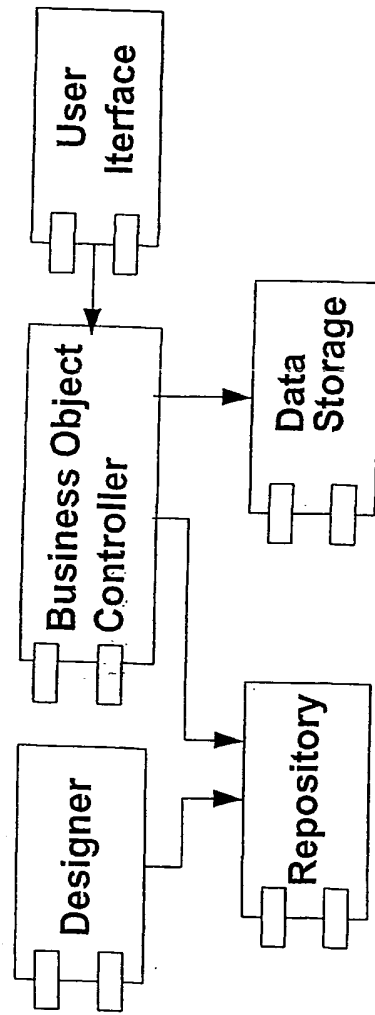 Designer
Business Object
Controller
User
Iterface
Repository
Data
Storage